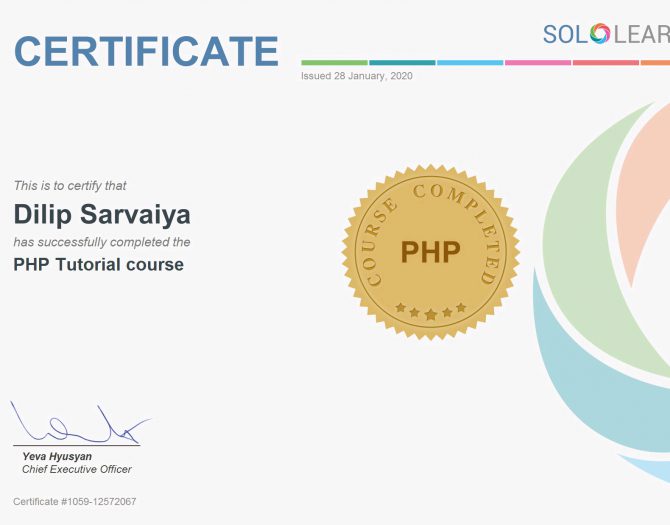 CERTIFICATE
SOLOLEAR
Issued 28 January, 2020
This is to certify that
Dilip Sarvaiya
has successfully completed the
PHP Tutorial course
COURSE COMPLETED
PHP
Yeva Hyusyan
Chief Executive Officer
Certificate #1059-12572067